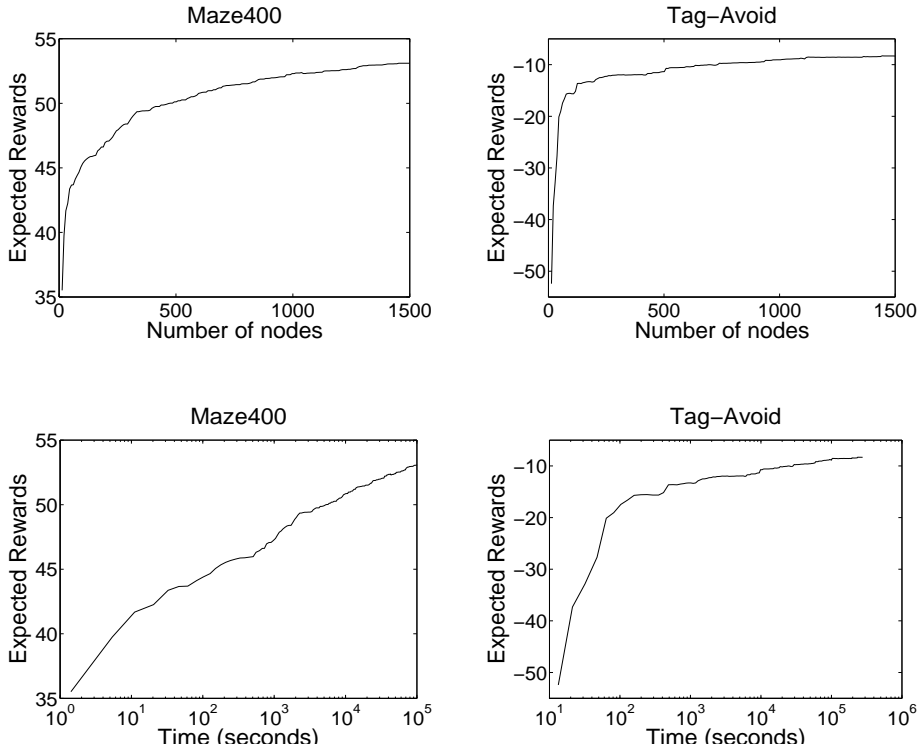 Maze400
Expected Rewards
55
50
45
40
35
0 500 1000 1500
Number of nodes
Tag−Avoid
Expected Rewards
−10
−20
−30
−40
−50
0 500 1000 1500
Number of nodes
Maze400
Expected Rewards
55
50
45
40
35
10^0 10^1 10^2 10^3 10^4 10^5
Time (seconds)
Tag−Avoid
Expected Rewards
−10
−20
−30
−40
−50
10^1 10^2 10^3 10^4 10^5 10^6
Time (seconds)